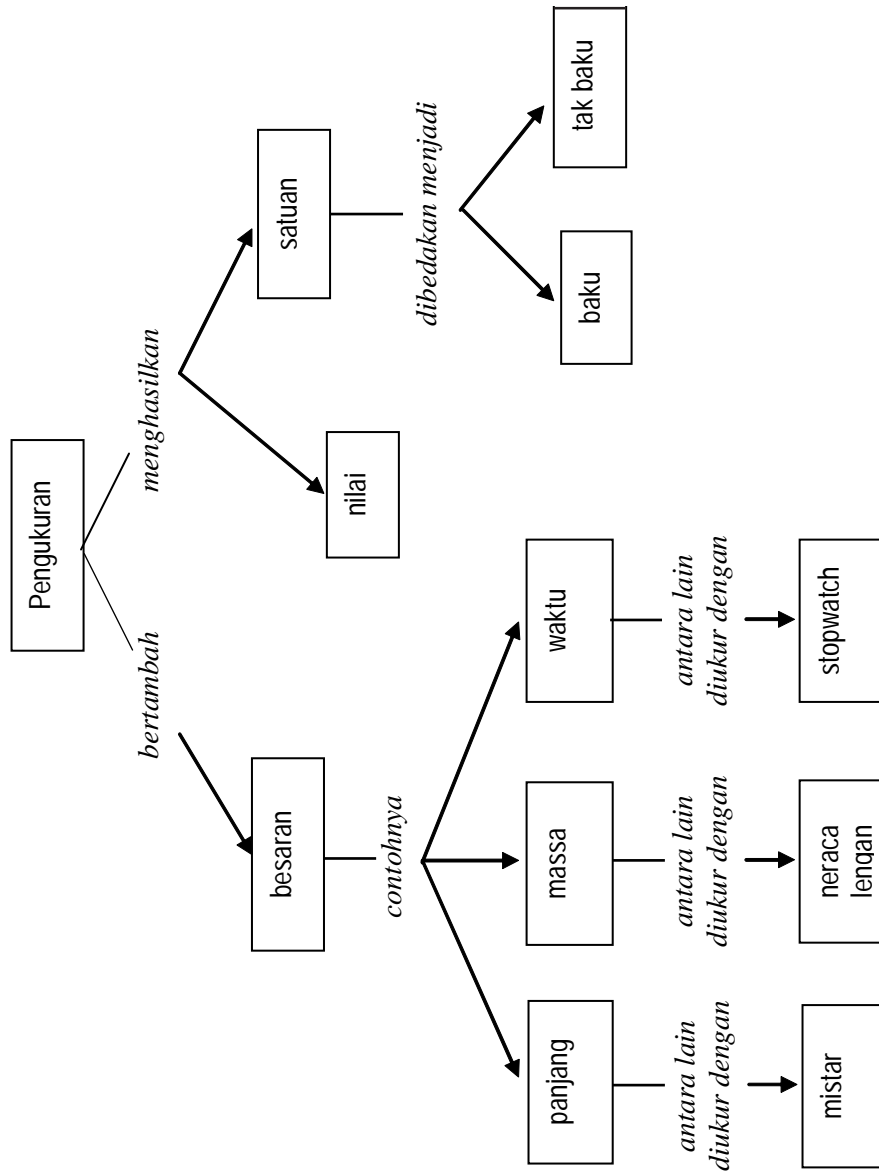 Pengukuran
bertambah
menghasilkan
besaran
nilai
satuan
contohnya
dibedakan menjadi
panjang
massa
waktu
baku
tak baku
antara lain
diukur dengan
antara lain
diukur dengan
antara lain
diukur dengan
mistar
neraca
lengan
stopwatch